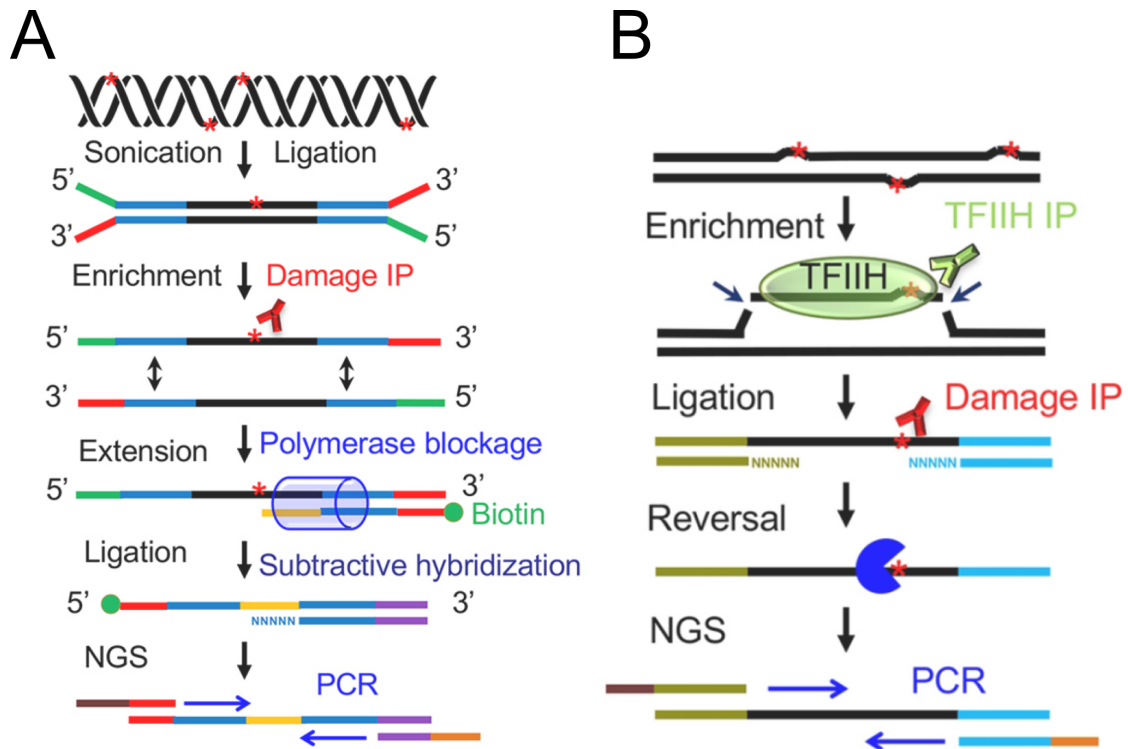 A
Sonication Ligation
5’ 3’
3’ 5’
Enrichment Damage IP
5’ 3’
3’ 5’
Extension Polymerase blockage
5’ 3’
Biotin
Ligation Subtractive hybridization
5’ 3’
NNNNN
NGS PCR
B
Enrichment TFIIH IP
TFIIH
Ligation Damage IP
NNNNN NNNNN
Reversal
NGS PCR